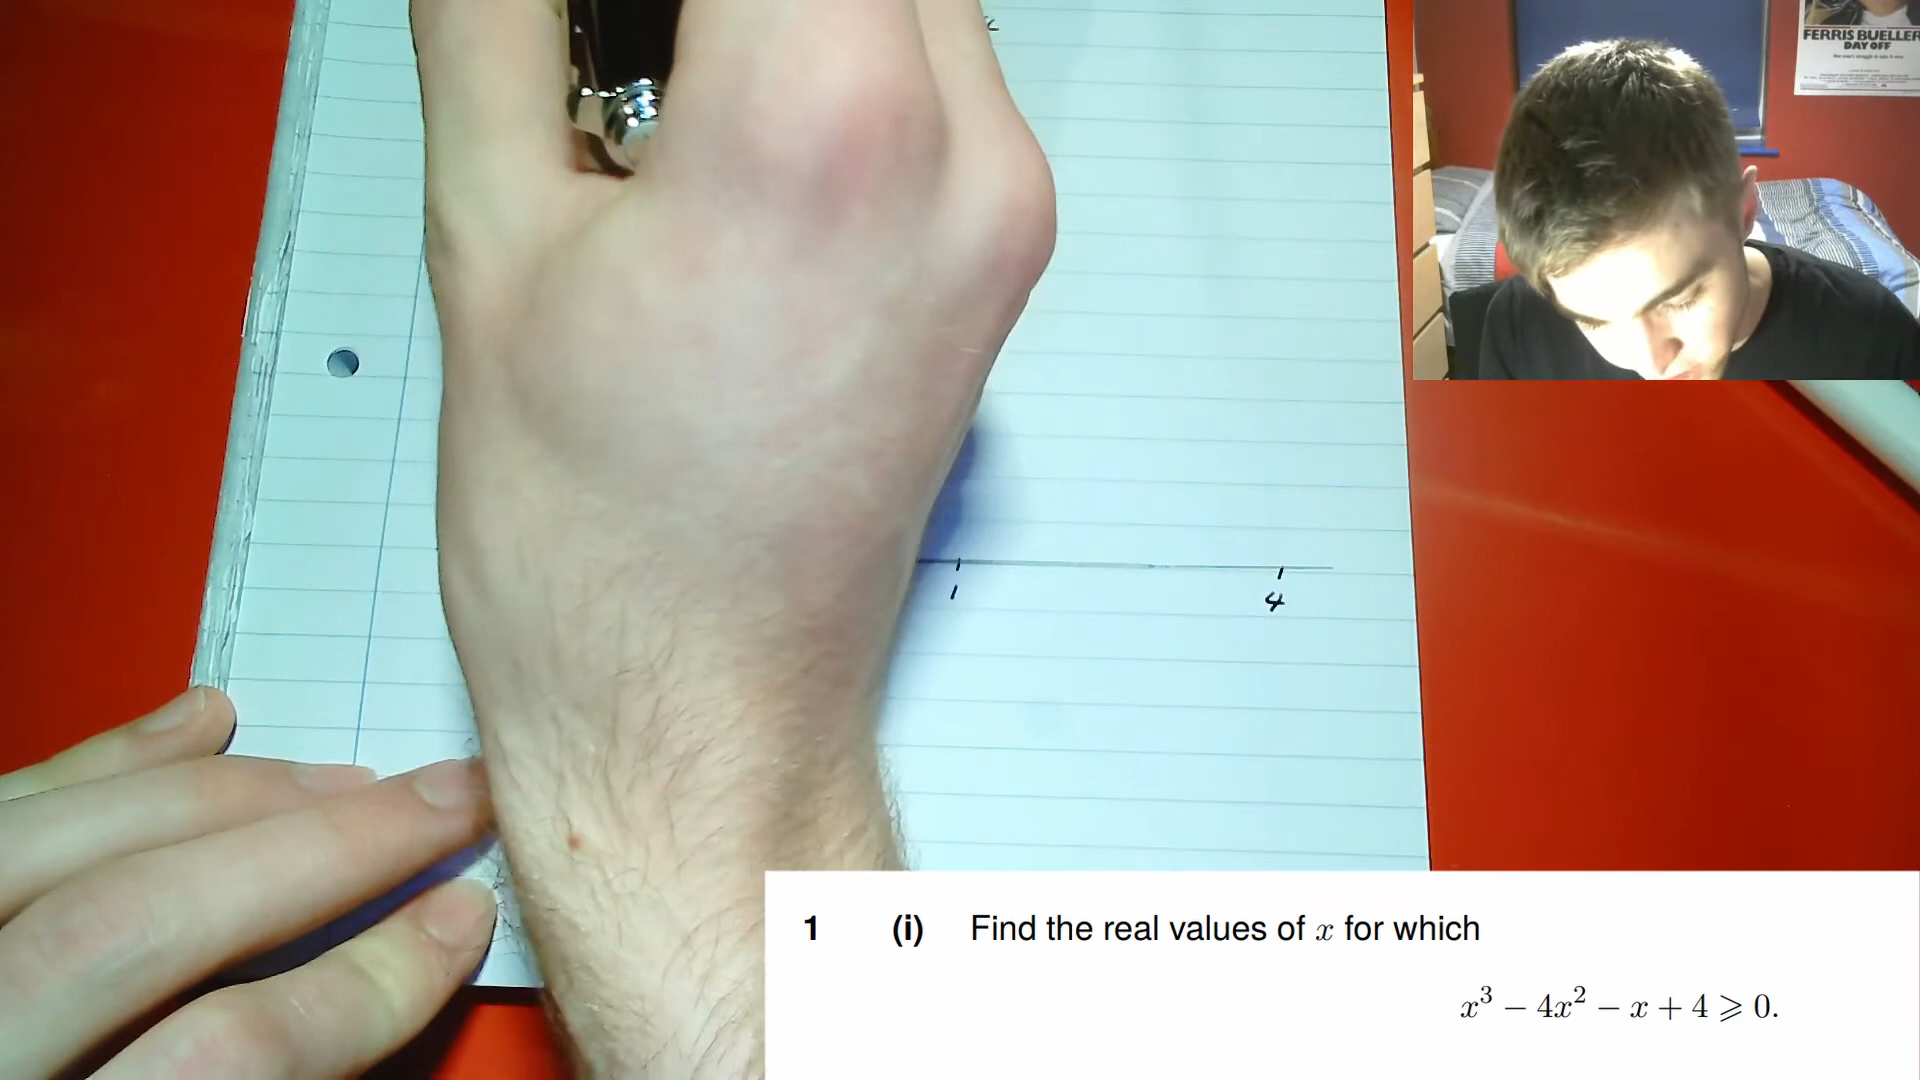 FERRIS BUELLER
DAY OFF
1 4
1 (i) Find the real values of x for which
x³ − 4x² − x + 4 ⩾ 0.